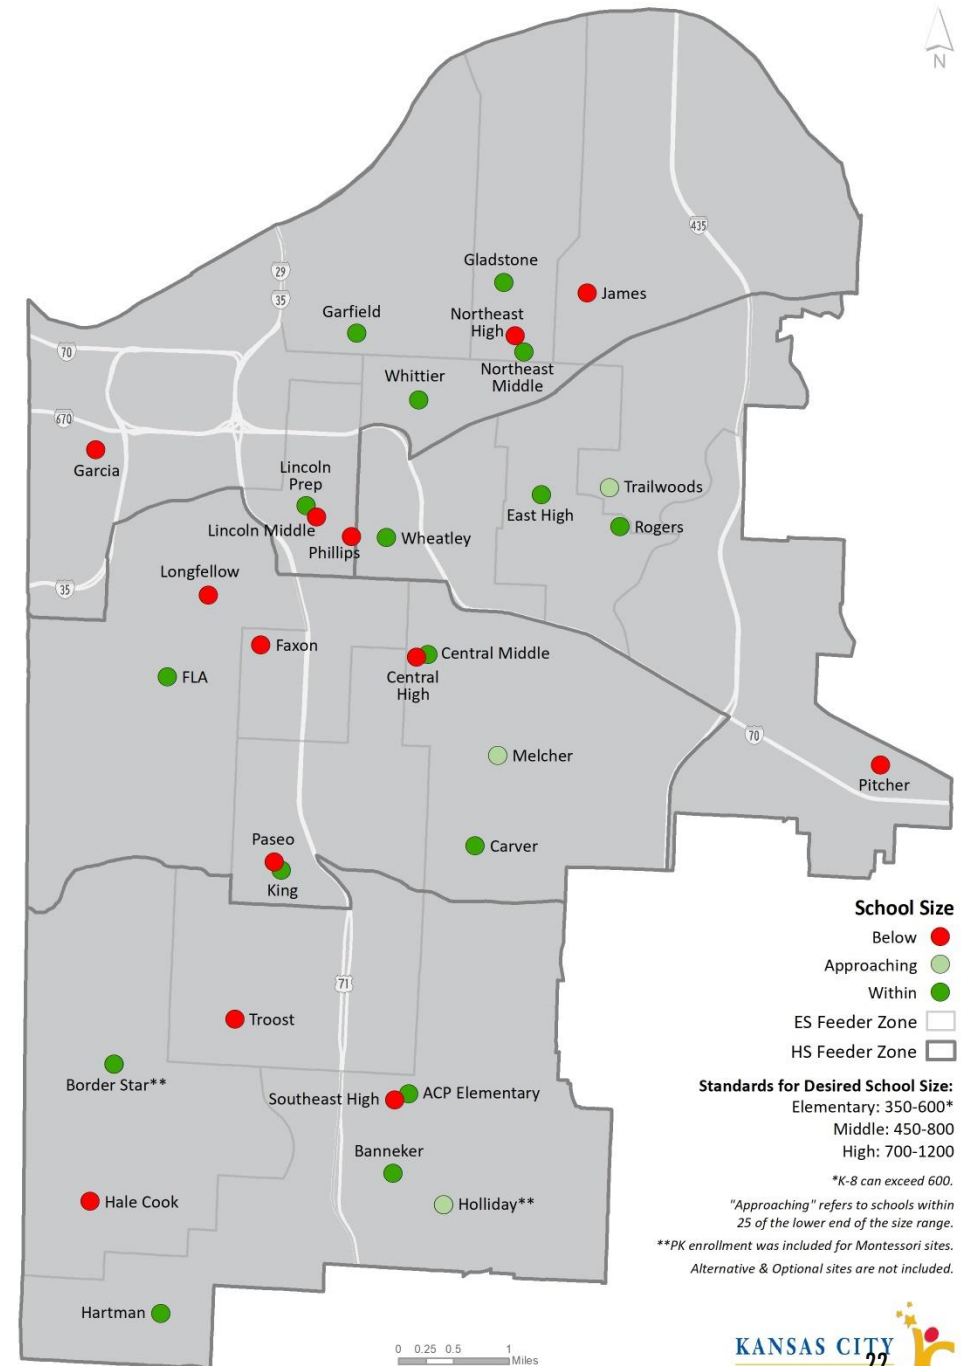 N
435
Gladstone
29
James
35
Garfield
Northeast
High
70
Northeast
Middle
Whittier
670
Garcia
Lincoln
Prep
Trailwoods
East High
Lincoln Middle
Rogers
Wheatley
Phillips
Longfellow
35
Faxon
Central Middle
FLA
Central
High
70
Melcher
Pitcher
Paseo
Carver
King
School Size
Below
Approaching
71
Within
Troost
ES Feeder Zone
HS Feeder Zone
Border Star**
Standards for Desired School Size:
Southeast High
ACP Elementary
Elementary: 350-600*
Middle: 450-800
High: 700-1200
Banneker
*K-8 can exceed 600.
Hale Cook
Holliday**
"Approaching" refers to schools within
25 of the lower end of the size range.
**PK enrollment was included for Montessori sites.
Alternative & Optional sites are not included.
Hartman
0 0.25 0.5 1
Miles
KANSAS CITY
22